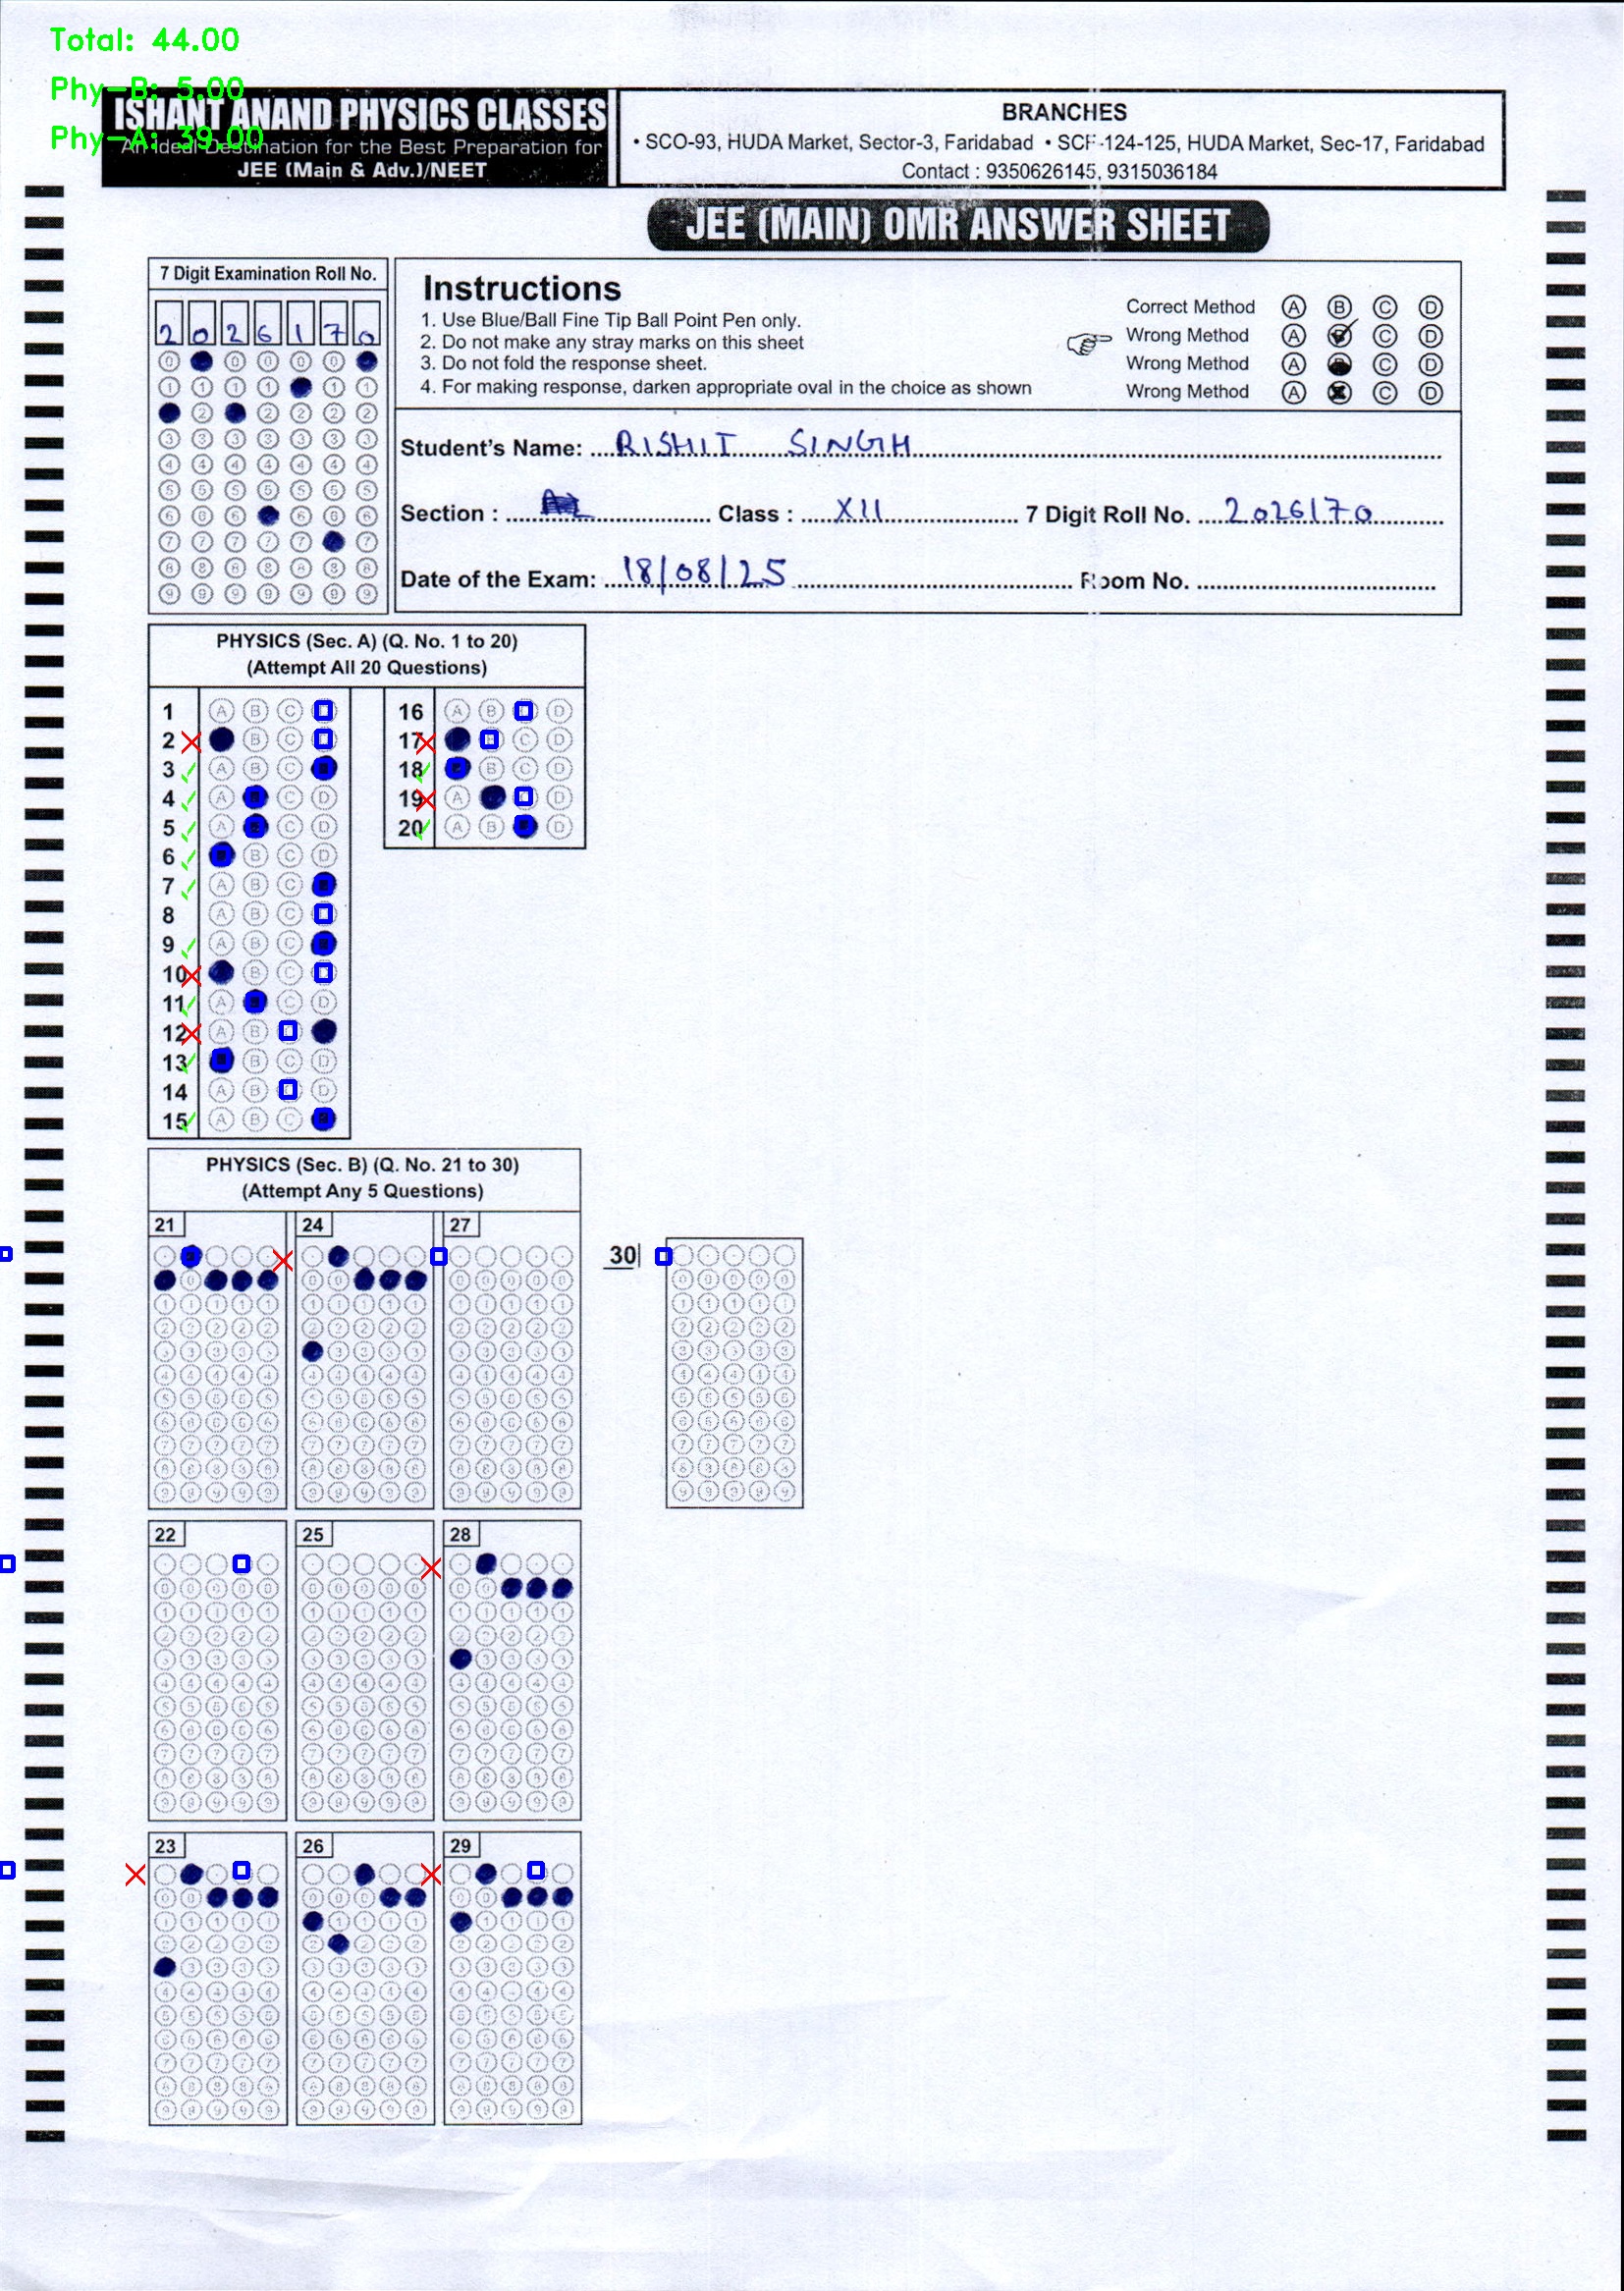 Total: 44.00
Phy-B: 5.00
Phy-A: 39.00
ISHANT ANAND PHYSICS CLASSES
An Ideal Destination for the Best Preparation for
JEE (Main & Adv.)/NEET
BRANCHES
• SCO-93, HUDA Market, Sector-3, Faridabad • SCF-124-125, HUDA Market, Sec-17, Faridabad
Contact : 9350626145, 9315036184
JEE (MAIN) OMR ANSWER SHEET
7 Digit Examination Roll No.
2 0 2 6 1 7 0
Instructions
1. Use Blue/Ball Fine Tip Ball Point Pen only.
2. Do not make any stray marks on this sheet
3. Do not fold the response sheet.
4. For making response, darken appropriate oval in the choice as shown
Correct Method A B C D
Wrong Method A B C D
Wrong Method A C D
Wrong Method A C D
Student's Name: RISHIT SINGH
Section : Class : XII 7 Digit Roll No. 2026170
Date of the Exam: 18/08/25 Room No.
PHYSICS (Sec. A) (Q. No. 1 to 20)
(Attempt All 20 Questions)
1 A B C
2 B C
3 A B C
4 A C D
5 A C D
6 B C D
7 A B C
8 A B C
9 A B C
10 B C
11 A C D
12 A B
13 B C D
14 A B D
15 A B C
16 A B D
17 C D
18 B C D
19 A D
20 A B D
PHYSICS (Sec. B) (Q. No. 21 to 30)
(Attempt Any 5 Questions)
21 24 27
30
22 25 28
23 26 29